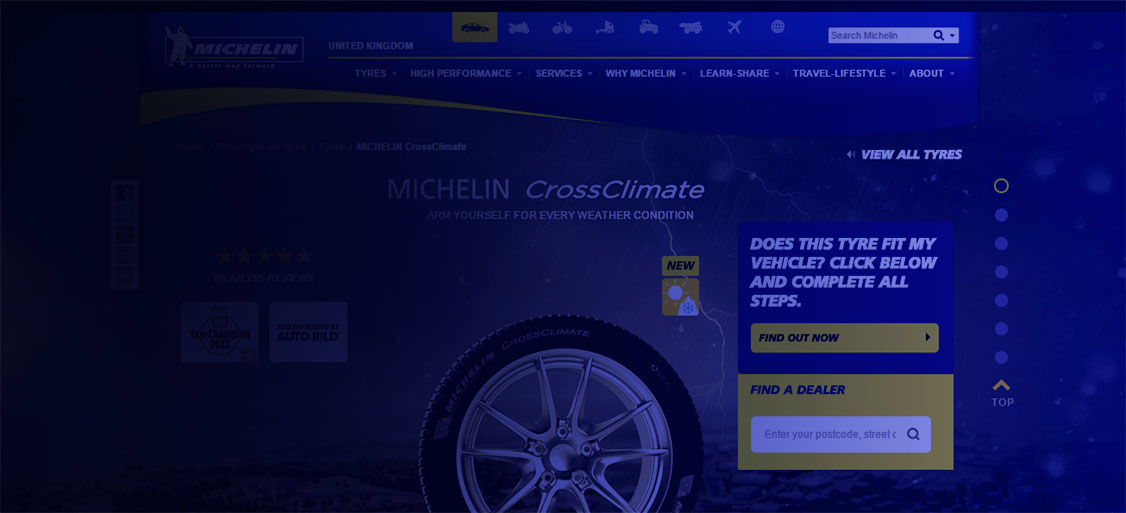 MICHELIN
A better way forward
UNITED KINGDOM
Search Michelin
TYRES
HIGH PERFORMANCE
SERVICES
WHY MICHELIN
LEARN-SHARE
TRAVEL-LIFESTYLE
ABOUT
Home / Passenger car tyres / Tyres / MICHELIN CrossClimate
VIEW ALL TYRES
MICHELIN CrossClimate
ARM YOURSELF FOR EVERY WEATHER CONDITION
READ 755 REVIEWS
Eco-Champion
2015
RECOMMENDED BY
AUTO BILD
NEW
MICHELIN CROSSCLIMATE
DOES THIS TYRE FIT MY
VEHICLE? CLICK BELOW
AND COMPLETE ALL
STEPS.
FIND OUT NOW
FIND A DEALER
Enter your postcode, street c
TOP